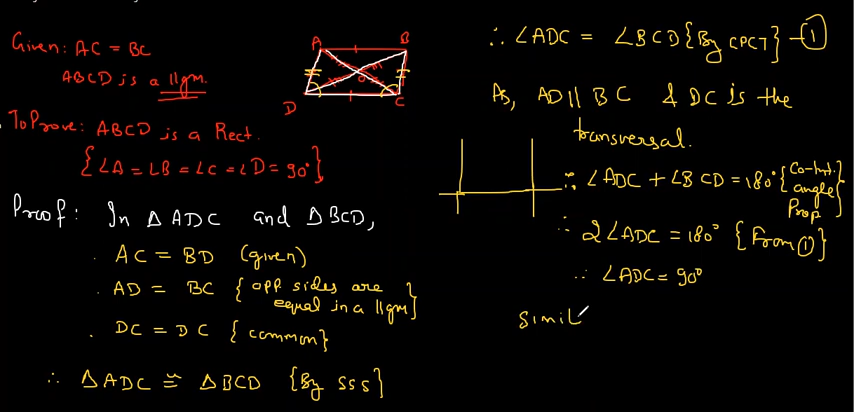 Given: AC = BC
ABCD is a ||gm.
To Prove: ABCD is a Rect.
{∠A = ∠B = ∠C = ∠D = 90°}
A B
O
D C
Proof: In △ ADC and △BCD,
AC = BD (given)
AD = BC {opp sides are
equal in a ||gm}
DC = DC {common}
∴ △ADC ≅ △BCD {By SSS}
∴ ∠ADC = ∠BCD {By CPCT} - ①
As, AD || BC & DC is the
transversal.
∴ ∠ADC + ∠BCD = 180° {Co-Int.
angle
Prop}
∴ 2∠ADC = 180° {From ①}
∴ ∠ADC = 90°
Simil